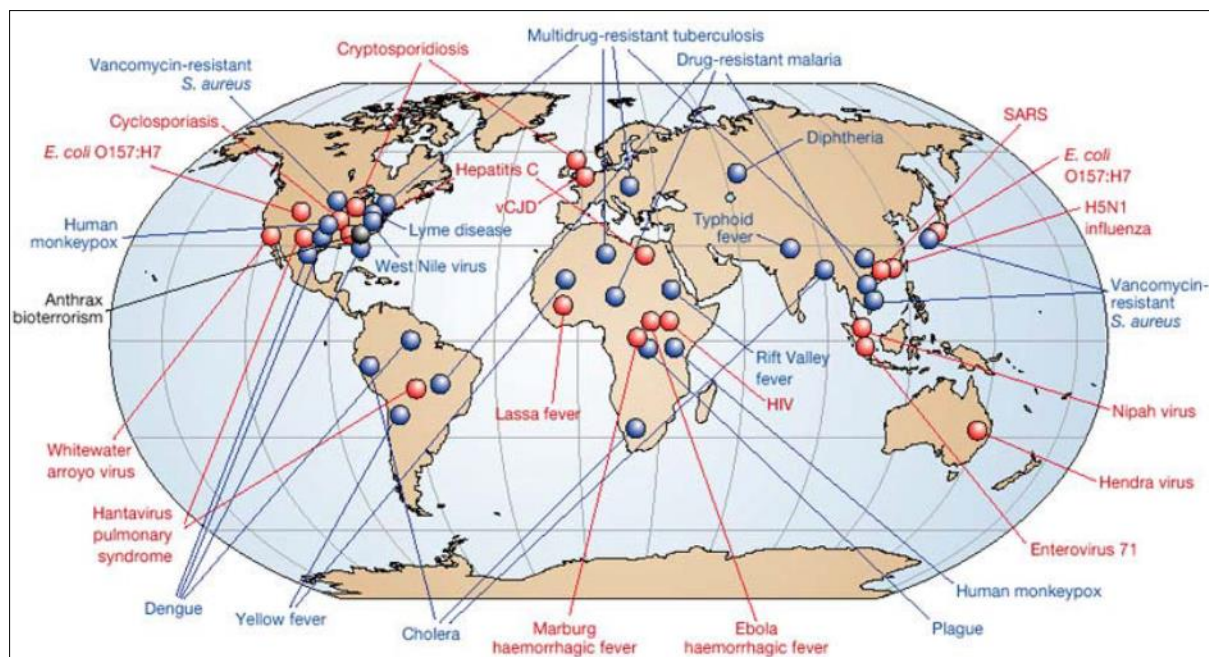 Cryptosporidiosis
Multidrug-resistant tuberculosis
Vancomycin-resistant
S. aureus
Drug-resistant malaria
Cyclosporiasis
SARS
Diphtheria
E. coli O157:H7
E. coli
O157:H7
Hepatitis C
vCJD
H5N1
influenza
Human
monkeypox
Lyme disease
Typhoid
fever
West Nile virus
Anthrax
bioterrorism
Vancomycin-
resistant
S. aureus
Rift Valley
fever
HIV
Lassa fever
Nipah virus
Whitewater
arroyo virus
Hendra virus
Hantavirus
pulmonary
syndrome
Enterovirus 71
Dengue
Yellow fever
Cholera
Marburg
haemorrhagic fever
Ebola
haemorrhagic fever
Human monkeypox
Plague